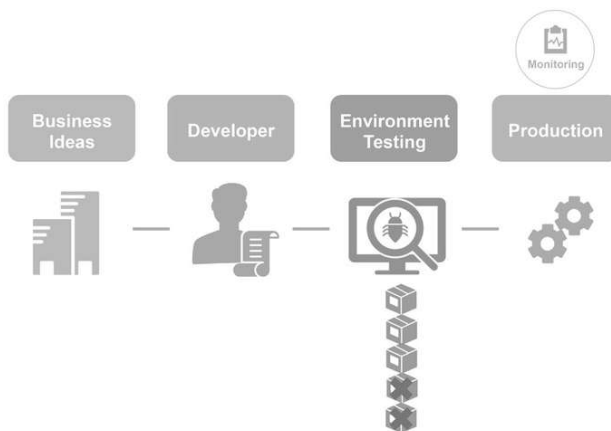 Monitoring
Business
Ideas
Developer
Environment
Testing
Production